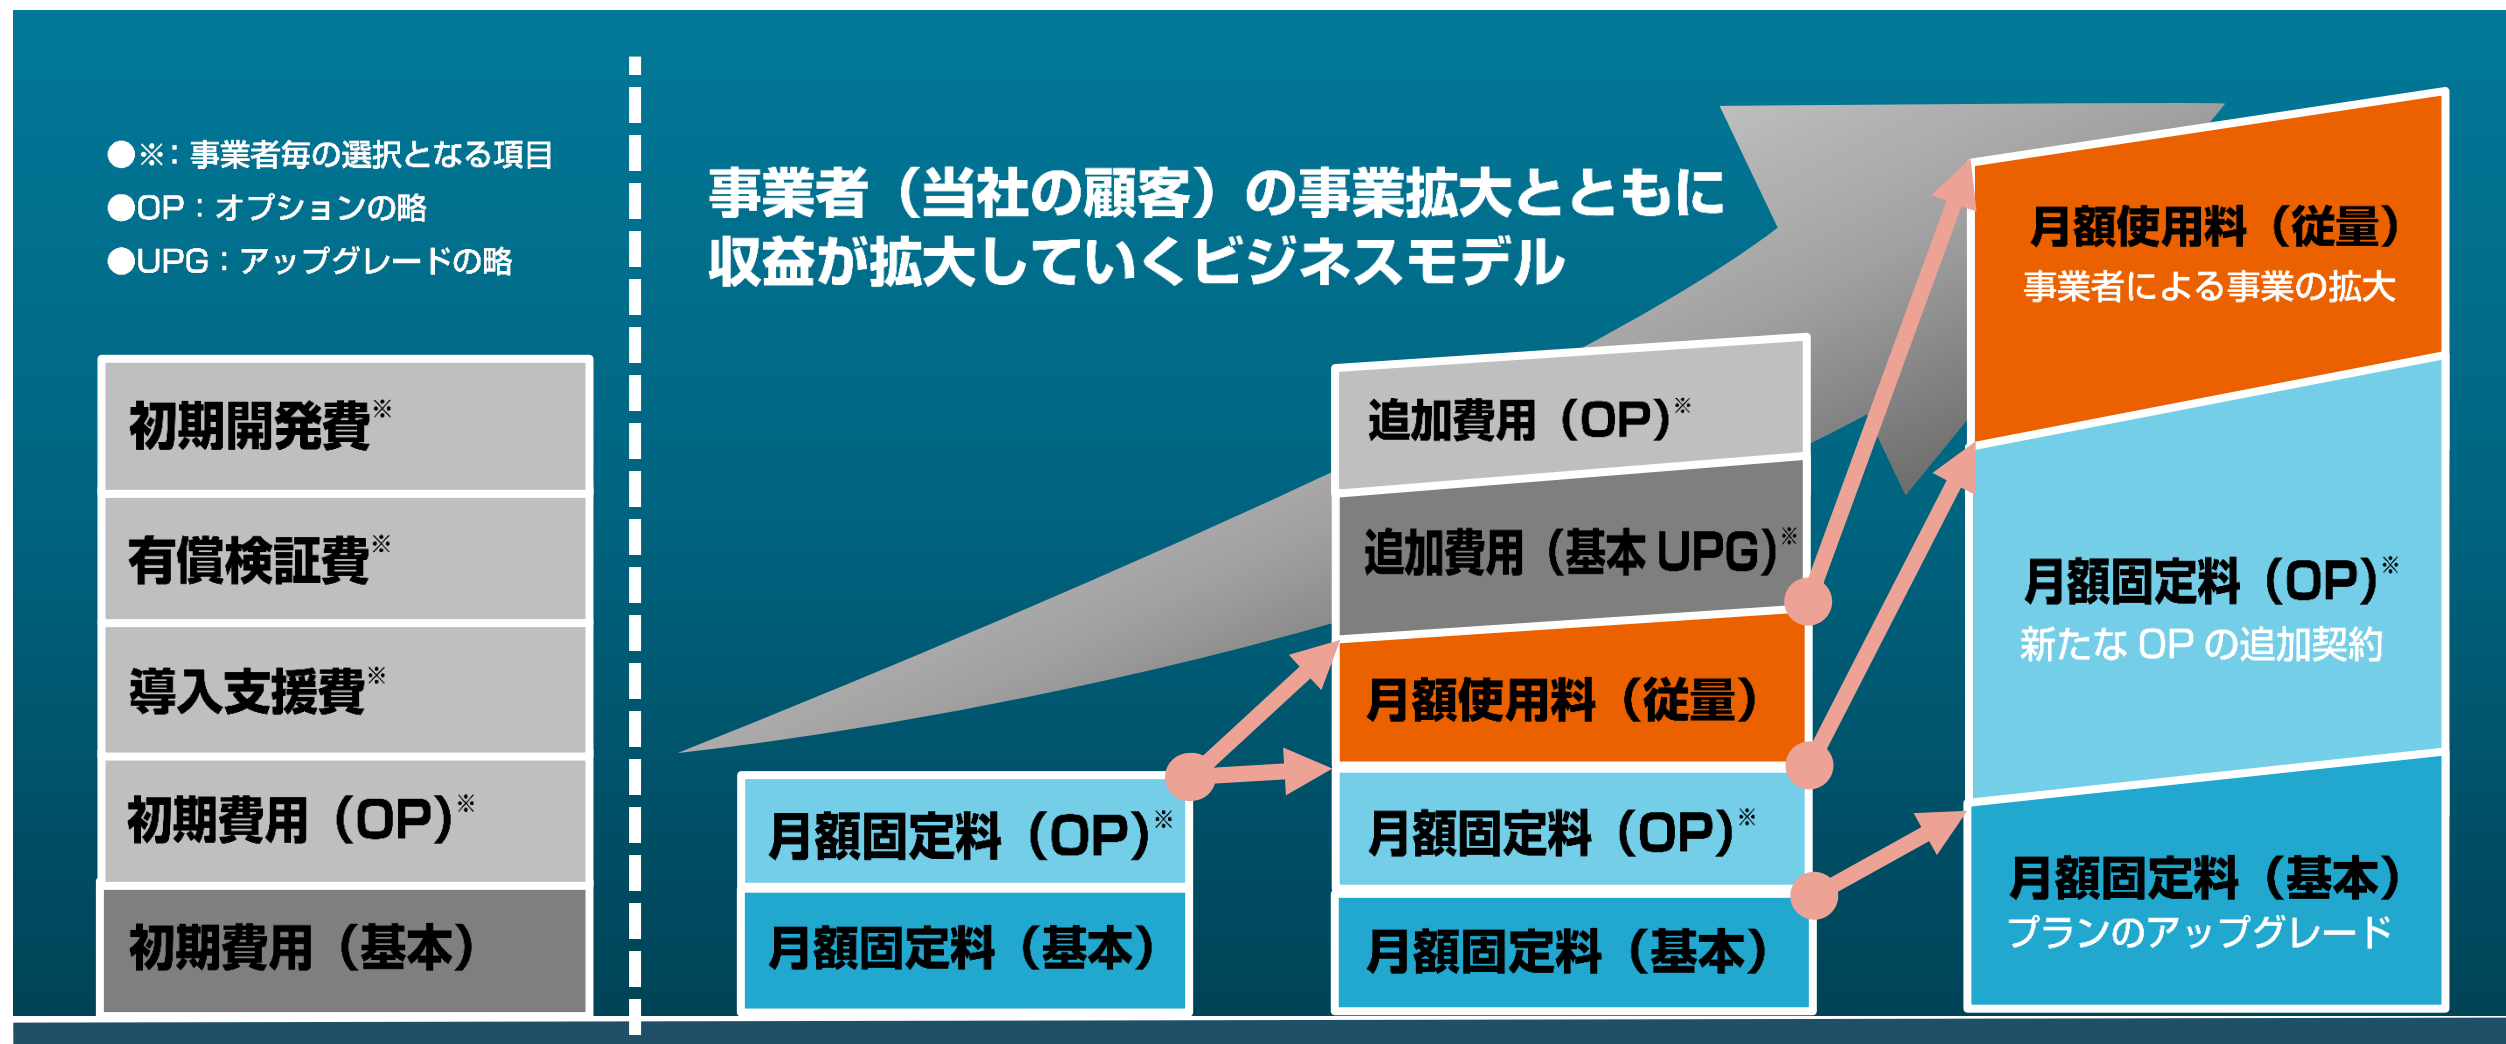 ●※：事業者毎の選択となる項目
●OP：オプションの略
●UPG：アップグレードの略
初期開発費※
有償検証費※
導入支援費※
初期費用（OP）※
初期費用（基本）
事業者（当社の顧客）の事業拡大とともに
収益が拡大していくビジネスモデル
月額固定料（OP）※
月額固定料（基本）
追加費用（OP）※
追加費用（基本UPG）※
月額使用料（従量）
月額固定料（OP）※
月額固定料（基本）
月額使用料（従量）
事業者による事業の拡大
月額固定料（OP）※
新たな OP の追加契約
月額固定料（基本）
プランのアップグレード